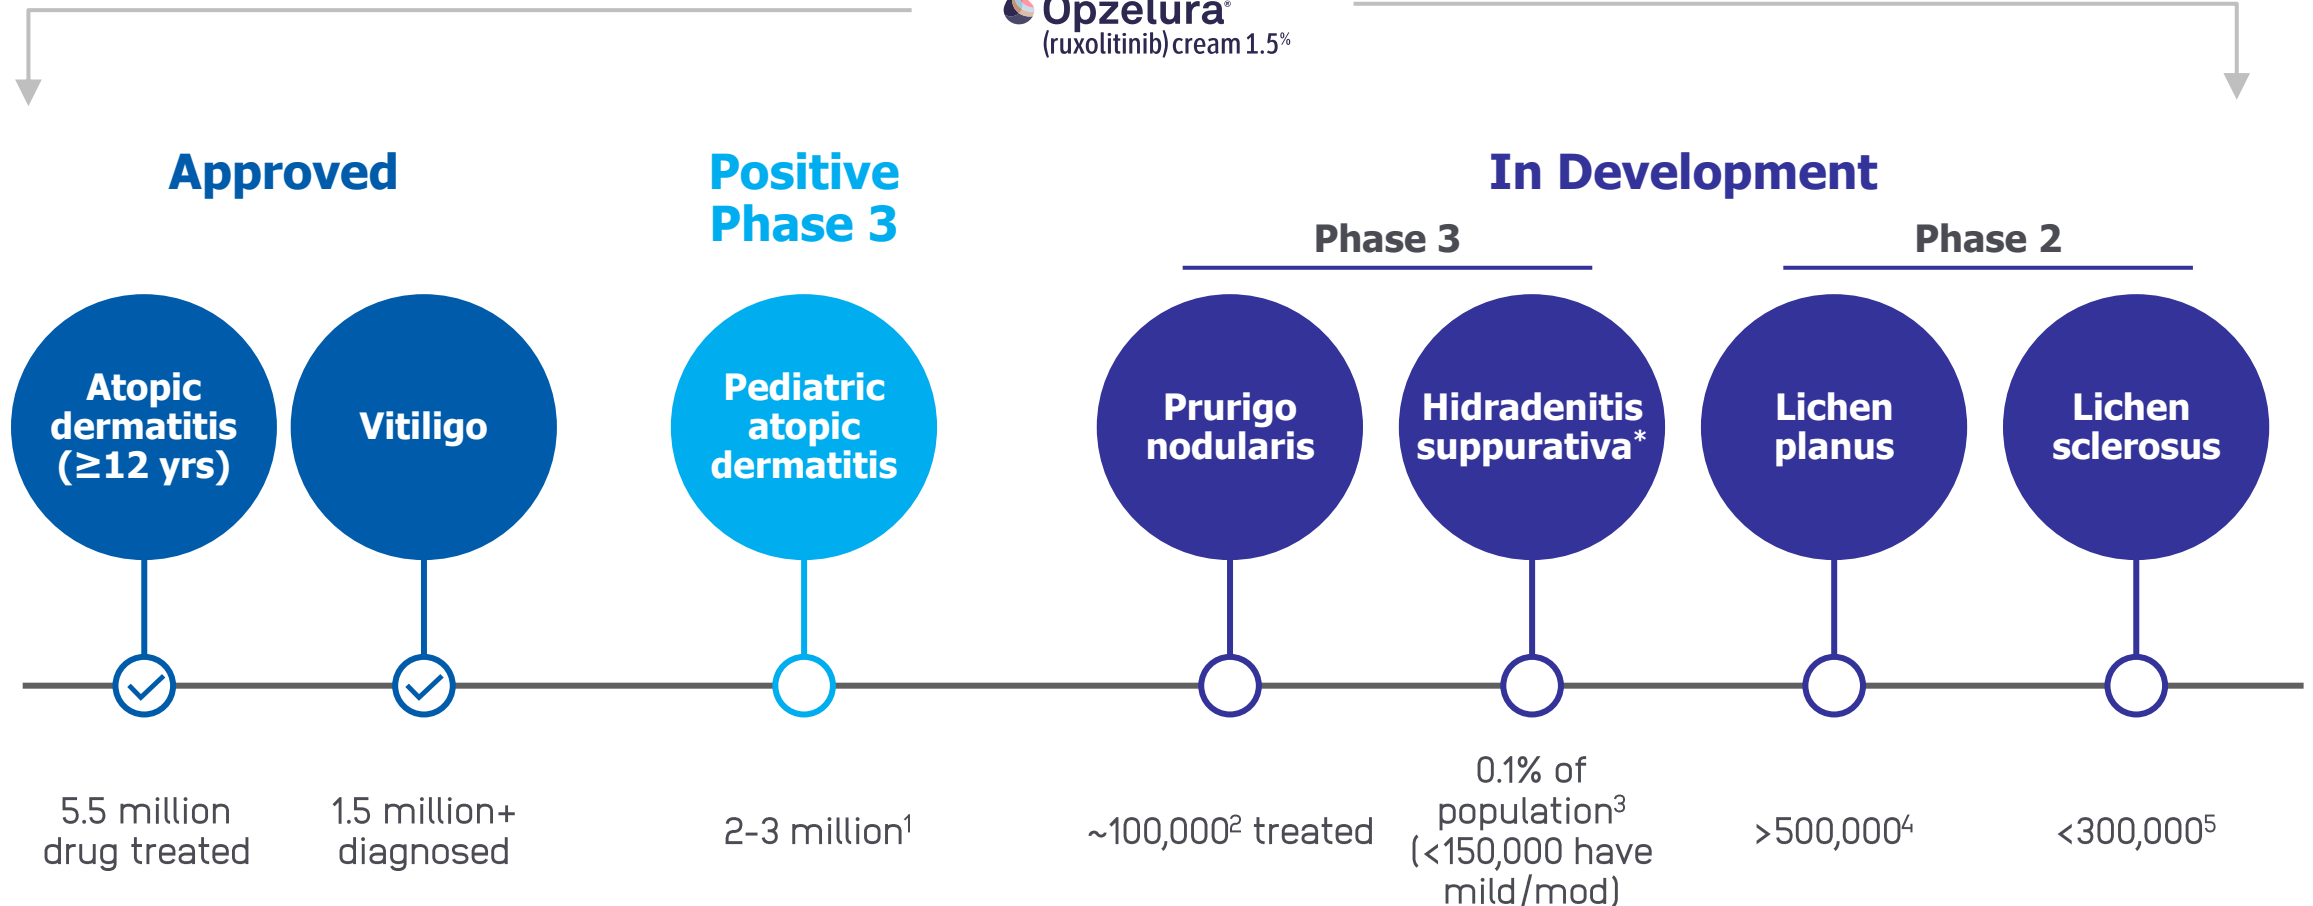 Opzelura®
(ruxolitinib) cream 1.5%
Approved
Positive
Phase 3
In Development
Phase 3
Phase 2
Atopic
dermatitis
(≥12 yrs)
Vitiligo
Pediatric
atopic
dermatitis
Prurigo
nodularis
Hidradenitis
suppurativa*
Lichen
planus
Lichen
sclerosus
5.5 million
drug treated
1.5 million+
diagnosed
2-3 million¹
~100,000² treated
0.1% of
population³
(<150,000 have
mild/mod)
>500,000⁴
<300,000⁵